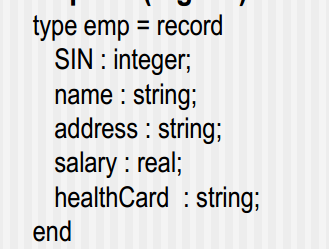 type emp = record
SIN : integer;
name : string;
address : string;
salary : real;
healthCard : string;
end